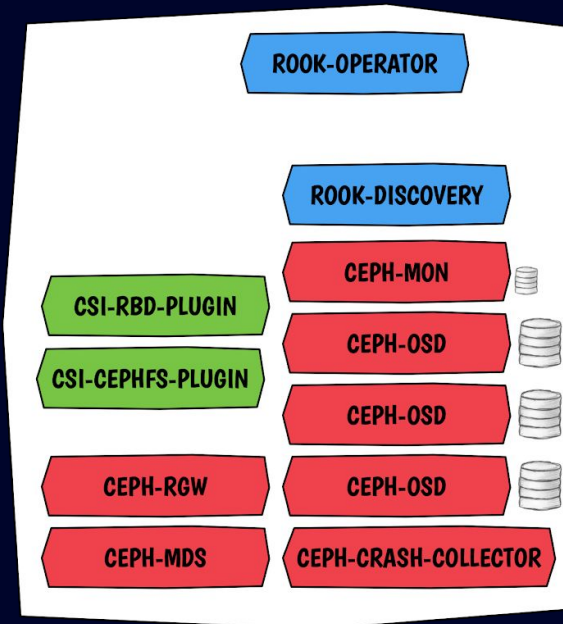 ROOK-OPERATOR
ROOK-DISCOVERY
CEPH-MON
CSI-RBD-PLUGIN
CEPH-OSD
CSI-CEPHFS-PLUGIN
CEPH-OSD
CEPH-RGW
CEPH-OSD
CEPH-MDS
CEPH-CRASH-COLLECTOR